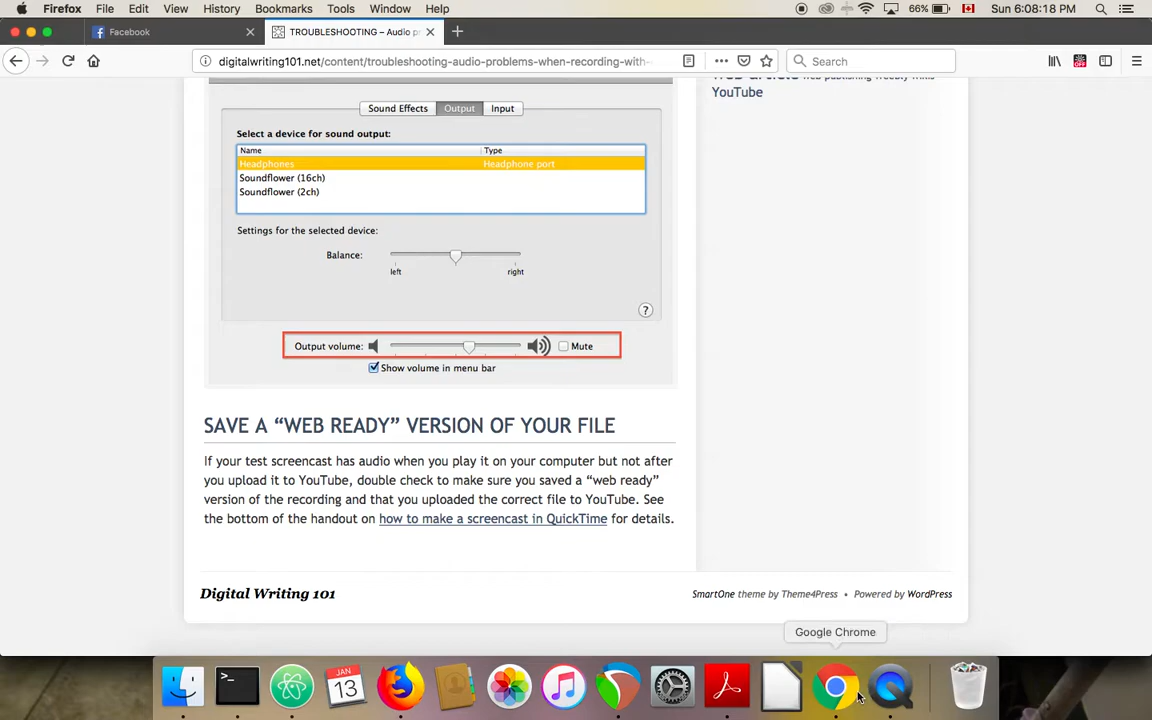 Firefox File Edit View History Bookmarks Tools Window Help 66% Sun 6:08:18 PM
Facebook TROUBLESHOOTING – Audio p
digitalwriting101.net/content/troubleshooting-audio-problems-when-recording-with- Search
YouTube
Sound Effects Output Input
Select a device for sound output:
Name Type
Headphones Headphone port
Soundflower (16ch)
Soundflower (2ch)
Settings for the selected device:
Balance:
left right
?
Output volume: Mute
Show volume in menu bar
SAVE A “WEB READY” VERSION OF YOUR FILE
If your test screencast has audio when you play it on your computer but not after
you upload it to YouTube, double check to make sure you saved a “web ready”
version of the recording and that you uploaded the correct file to YouTube. See
the bottom of the handout on how to make a screencast in QuickTime for details.
Digital Writing 101 SmartOne theme by Theme4Press • Powered by WordPress
Google Chrome
JAN
13